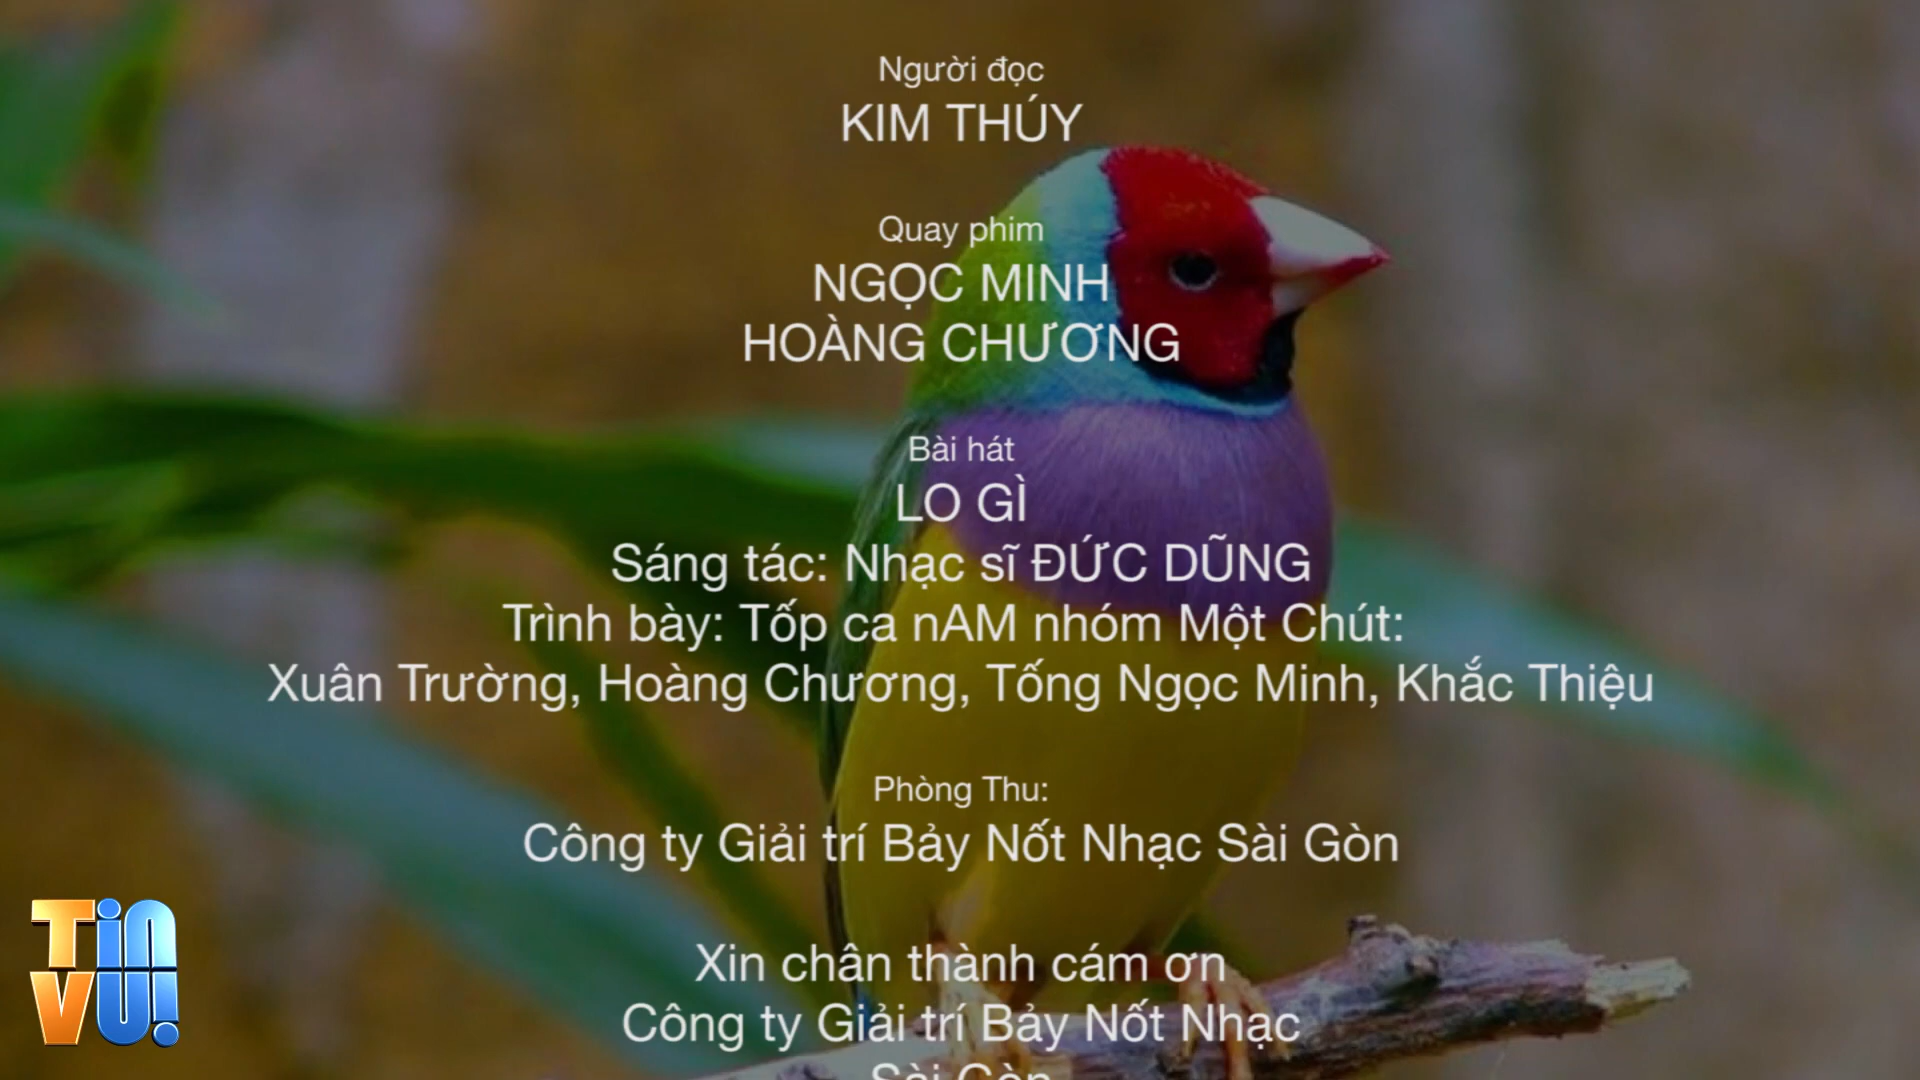 Người đọc
KIM THÚY
Quay phim
NGỌC MINH
HOÀNG CHƯƠNG
Bài hát
LO GÌ
Sáng tác: Nhạc sĩ ĐỨC DŨNG
Trình bày: Tốp ca nAM nhóm Một Chút:
Xuân Trường, Hoàng Chương, Tống Ngọc Minh, Khắc Thiệu
Phòng Thu:
Công ty Giải trí Bảy Nốt Nhạc Sài Gòn
Xin chân thành cám ơn
Công ty Giải trí Bảy Nốt Nhạc
Sài Gòn
TIN
VUI